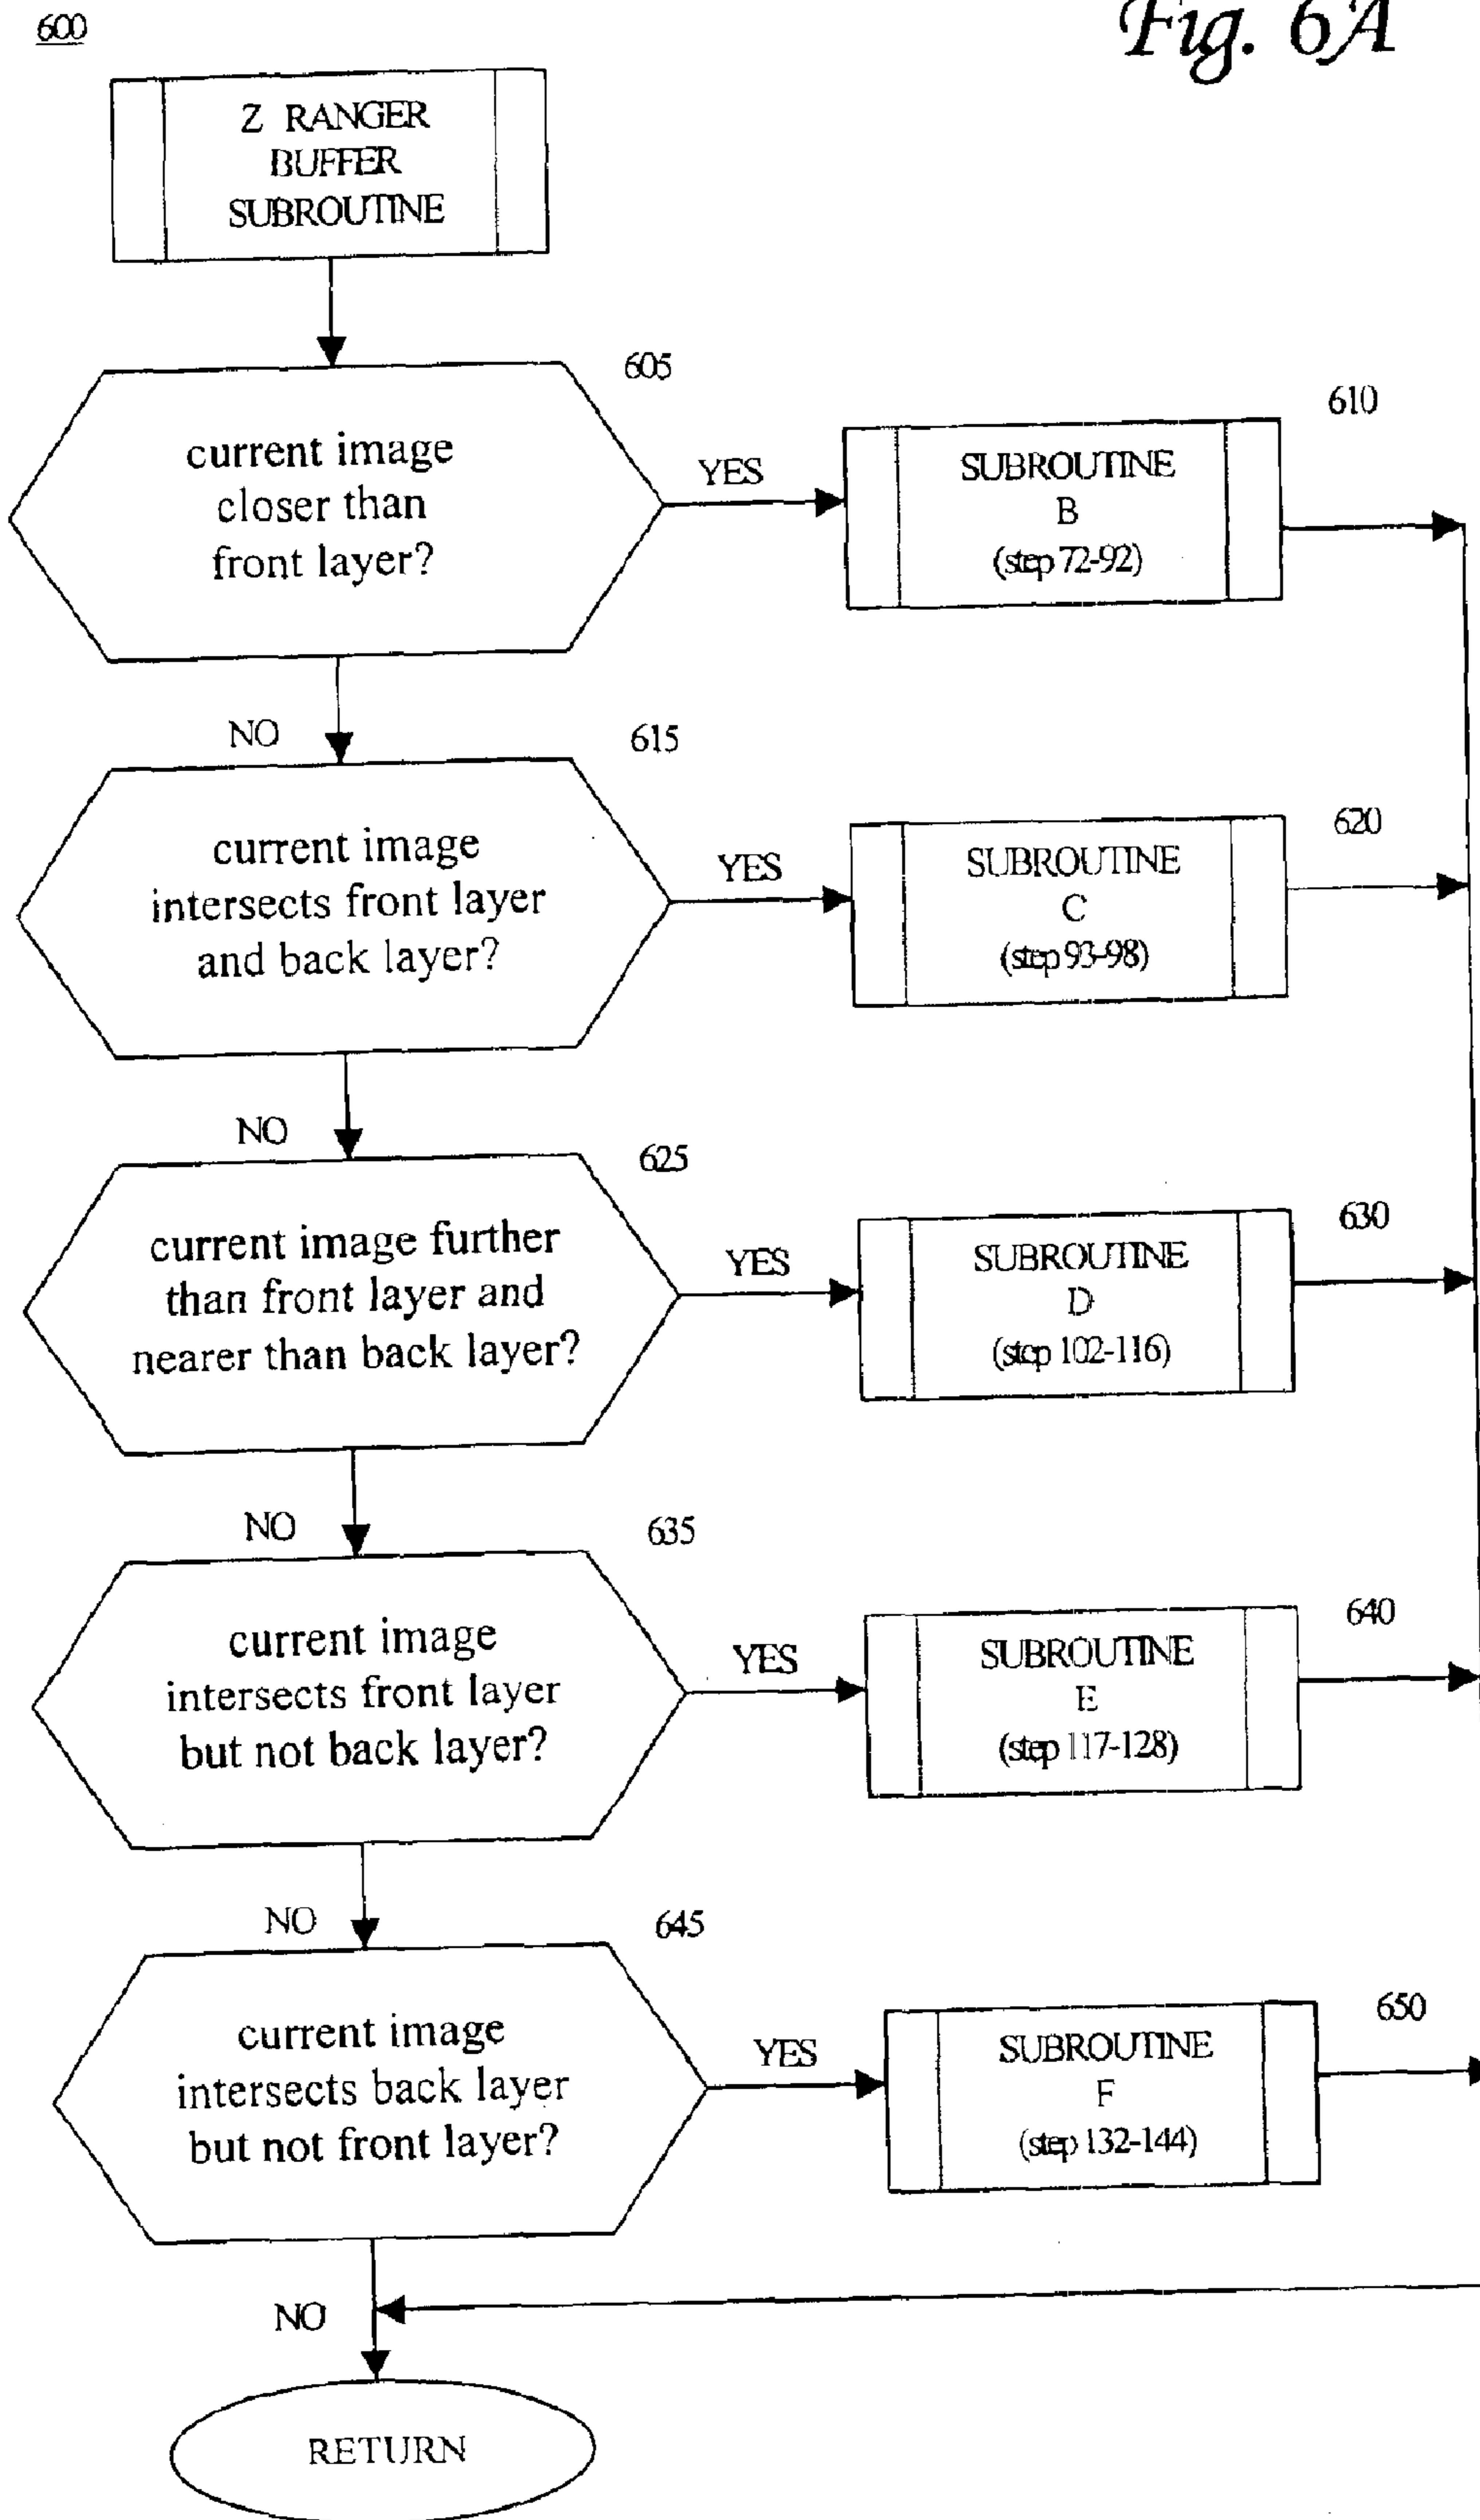 600
Fig. 6A
Z RANGER
BUFFER
SUBROUTINE
605
current image
closer than
front layer?
YES
610
SUBROUTINE
B
(step 72-92)
NO
615
current image
intersects front layer
and back layer?
YES
620
SUBROUTINE
C
(step 93-98)
NO
625
current image further
than front layer and
nearer than back layer?
YES
630
SUBROUTINE
D
(step 102-116)
NO
635
current image
intersects front layer
but not back layer?
YES
640
SUBROUTINE
E
(step 117-128)
NO
645
current image
intersects back layer
but not front layer?
YES
650
SUBROUTINE
F
(step 132-144)
NO
RETURN